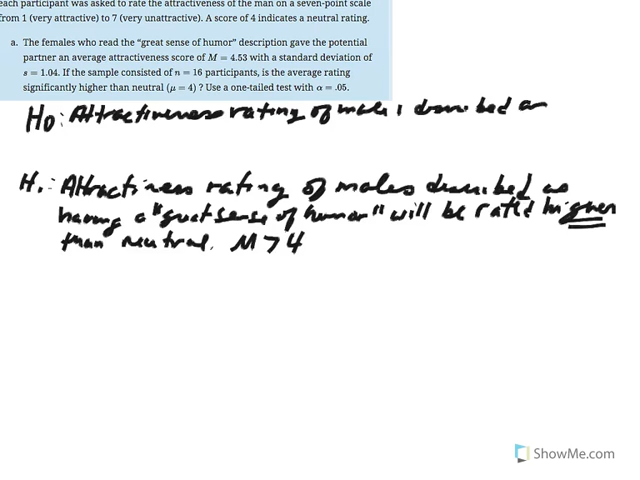 each participant was asked to rate the attractiveness of the man on a seven-point scale
from 1 (very attractive) to 7 (very unattractive). A score of 4 indicates a neutral rating.
a. The females who read the “great sense of humor” description gave the potential
partner an average attractiveness score of M = 4.53 with a standard deviation of
s = 1.04. If the sample consisted of n = 16 participants, is the average rating
significantly higher than neutral (μ = 4) ? Use a one-tailed test with α = .05.
Ho: Attractiveness rating of male described as
H₁: Attractiness rating of males described as
having a "great sense of humor" will be rated higher
than neutral. M > 4
ShowMe.com